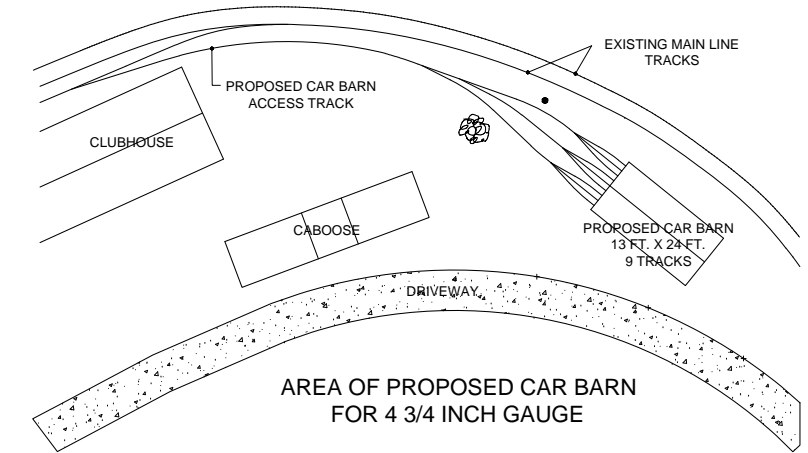 EXISTING MAIN LINE
TRACKS
PROPOSED CAR BARN
ACCESS TRACK
CLUBHOUSE
CABOOSE
PROPOSED CAR BARN
13 FT. X 24 FT.
9 TRACKS
DRIVEWAY
AREA OF PROPOSED CAR BARN
FOR 4 3/4 INCH GAUGE